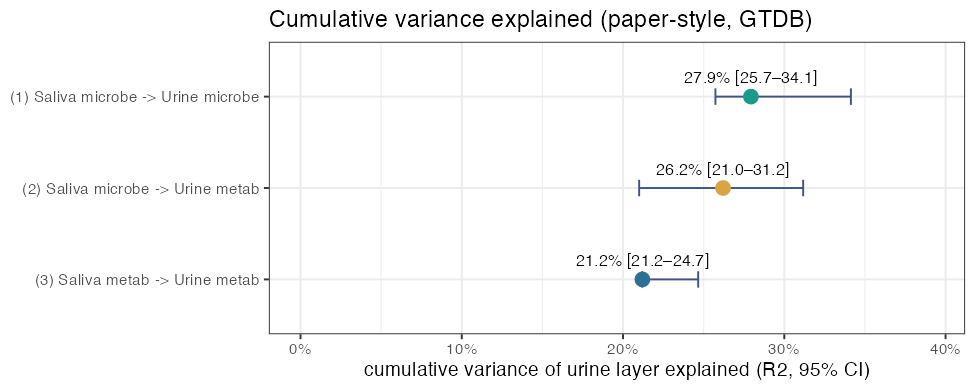 Cumulative variance explained (paper-style, GTDB)
27.9% [25.7–34.1]
(1) Saliva microbe -> Urine microbe
26.2% [21.0–31.2]
(2) Saliva microbe -> Urine metab
21.2% [21.2–24.7]
(3) Saliva metab -> Urine metab
0% 10% 20% 30% 40%
cumulative variance of urine layer explained (R2, 95% CI)